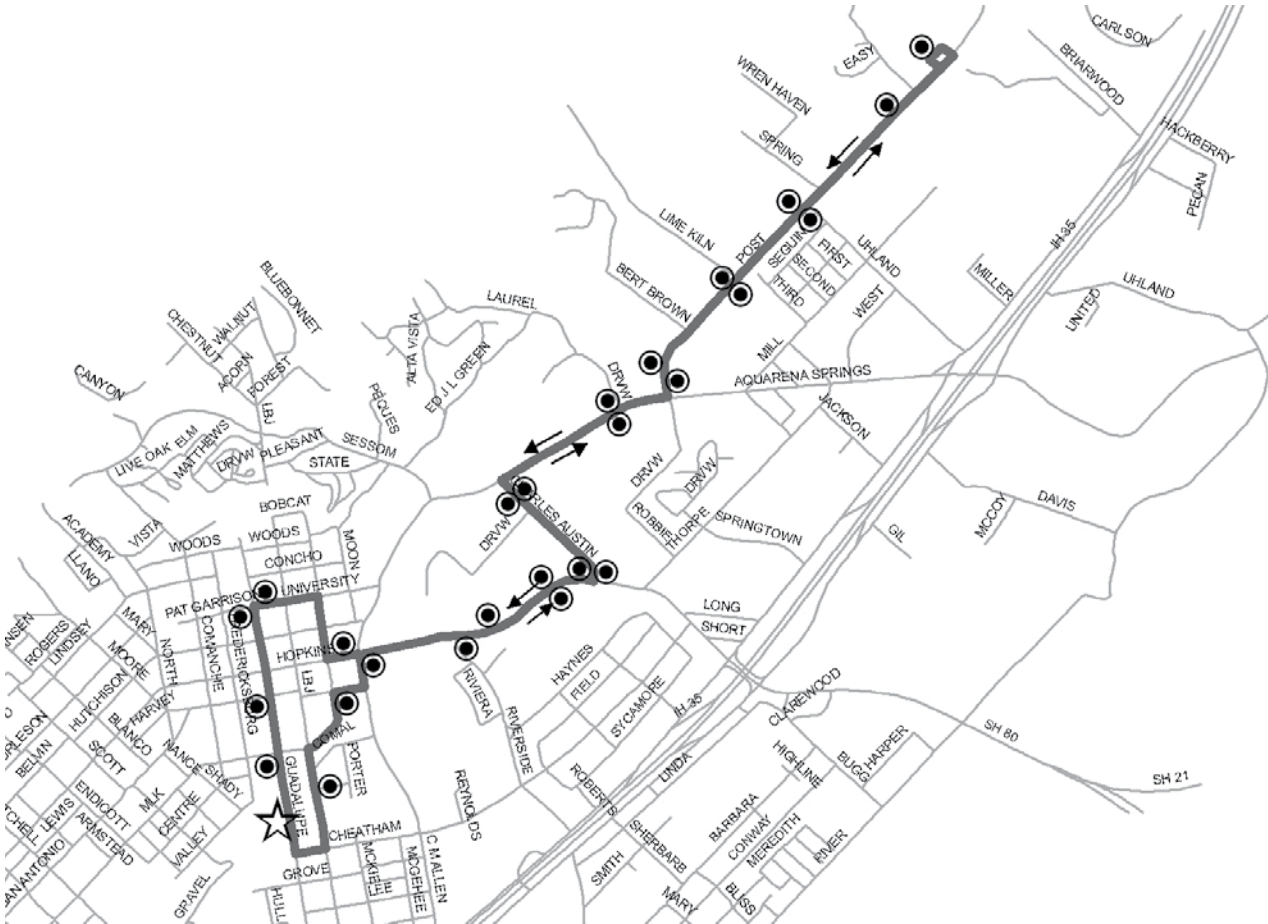 CARLSON
EASY
BRIARWOOD
WREN HAVEN
HACKBERRY
SPRING
PECAN
LIME KILN
POST
SEGUIN
FIRST
SECOND
THIRD
UHLAND
IH 35
BERT BROWN
MILLER
UHLAND
UNITED
WEST
BLUEBONNET
LAUREL
WALNUT
CHESTNUT
ACORN
FOREST
ALTA VISTA
ED J L GREEN
MILL
DRVW
AQUARENA SPRINGS
CANYON
PEQUES
LBJ
JACKSON
LIVE OAK ELM
MATTHEWS
DRVW
PLEASANT
SESSOM
STATE
DRVW
DRVW
BOBCAT
RLES AUSTIN
ROBBIE
THORPE
SPRINGTOWN
GIL
MCCOY
DAVIS
ACADEMY
VISTA
WOODS
WOODS
MOON
DRVW
LLANO
CONCHO
UNIVERSITY
PAT GARRISON
LONG
SHORT
ROGERS
LINDSEY
MARY
MOORE
NORTH
COMANCHE
HOPKINS
LBJ
HAYNES
FIELD
SYCAMORE
IH 35
RIVIERA
RIVERSIDE
CLAREWOOD
SH 80
SH 21
HUTCHISON
HARVEY
BLANCO
BELVIN
SCOTT
NANCE
SHADY
COMAL
PORTER
GUADALUPE
LINDA
HIGHLINE
BUGG
HARPER
REYNOLDS
ROBERTS
ENDICOTT
MLK
CENTRE
LEWIS
ARMSTEAD
VALLEY
CHEATHAM
SHERBARB
BARBARA
CONWAY
MEREDITH
RIVER
GROVE
GRAVEL
MCGEHEE
C M ALLEN
SMITH
MARY
BLISS